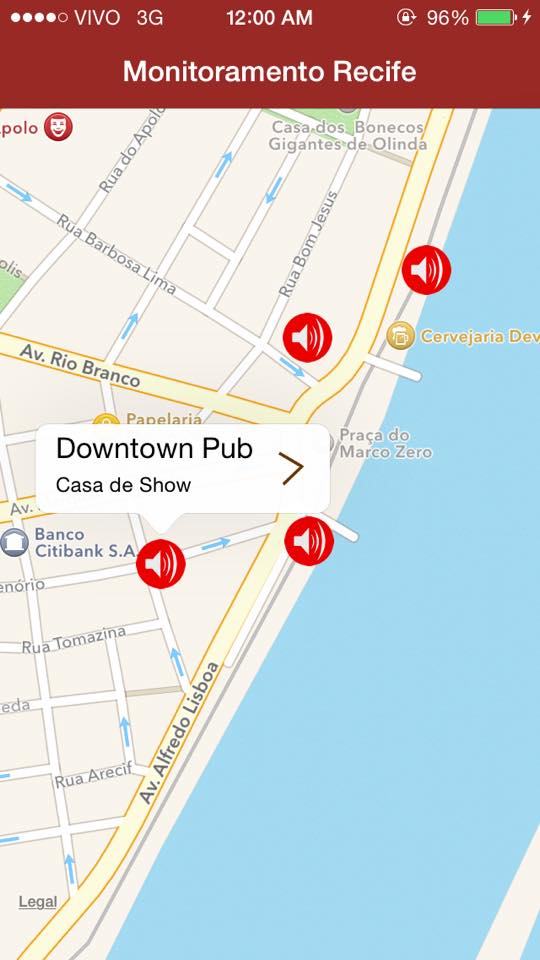 VIVO 3G 12:00 AM 96%
Monitoramento Recife
polo
Rua do Apolo
Casa dos Bonecos
Gigantes de Olinda
Rua Barbosa Lima
Rua Bom Jesus
olis
Cervejaria Dev
Av. Rio Branco
Papelaria
Praça do
Marco Zero
Downtown Pub
Casa de Show
Av.
Banco
Citibank S.A.
enório
Rua Tomazina
eda
Av. Alfredo Lisboa
Rua Arecif
Legal